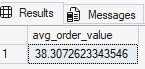 Results Messages
avg_order_value
1 38.3072623343546